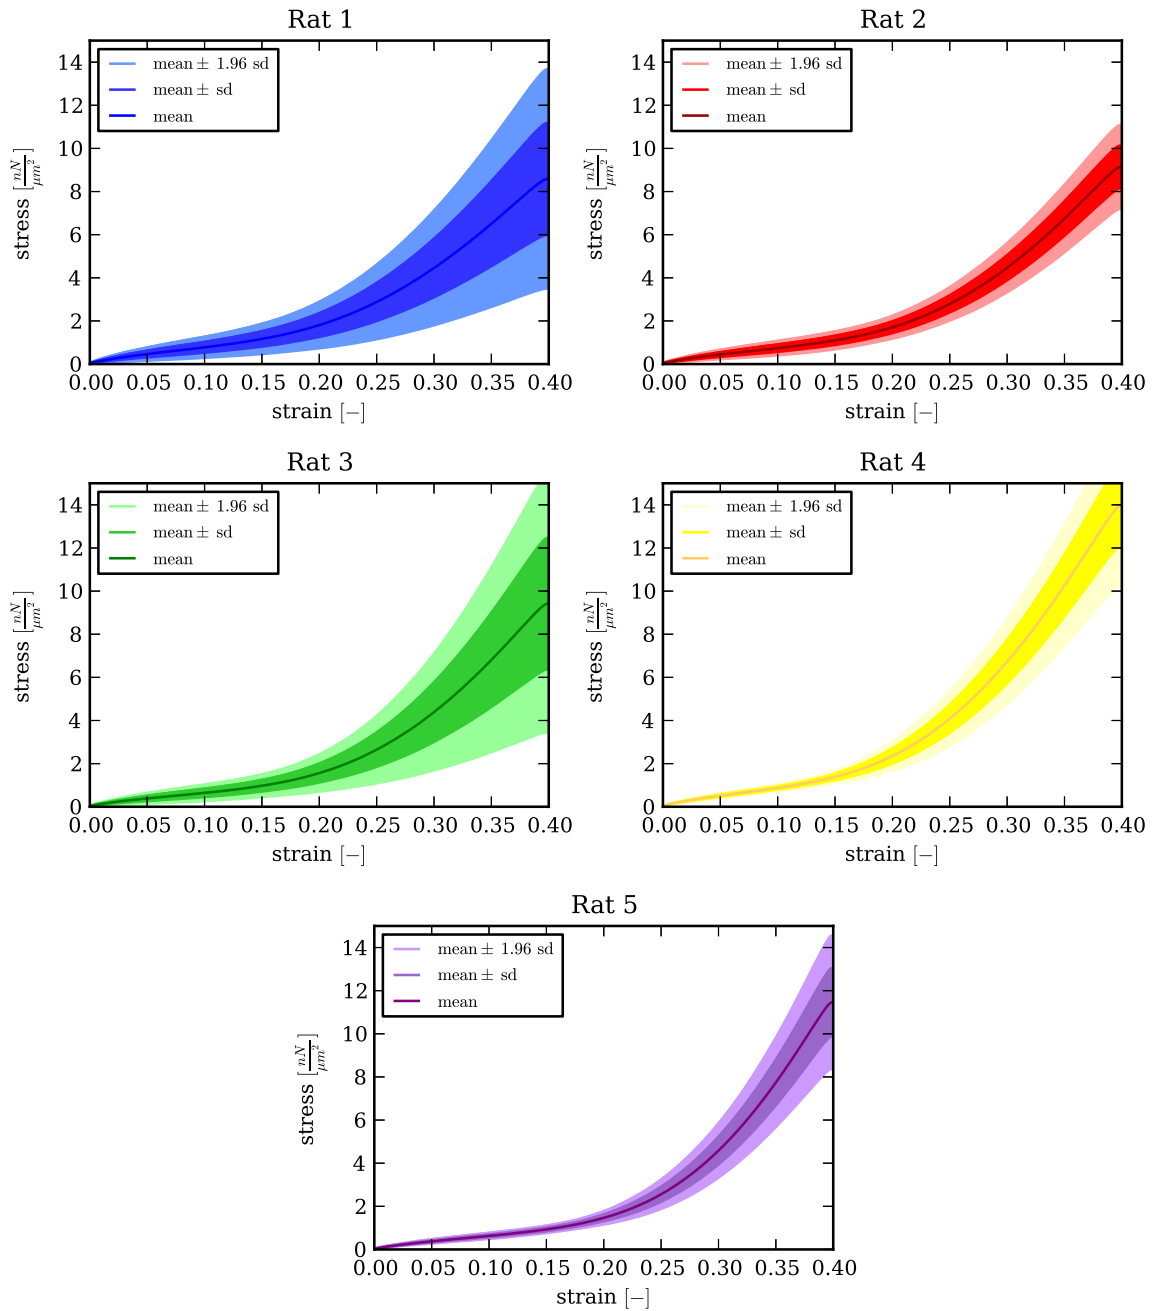 Rat 1
mean ± 1.96 sd
mean ± sd
mean
stress [nN/μm²]
14
12
10
8
6
4
2
0
0.00 0.05 0.10 0.15 0.20 0.25 0.30 0.35 0.40
strain [−]
Rat 2
mean ± 1.96 sd
mean ± sd
mean
stress [nN/μm²]
14
12
10
8
6
4
2
0
0.00 0.05 0.10 0.15 0.20 0.25 0.30 0.35 0.40
strain [−]
Rat 3
mean ± 1.96 sd
mean ± sd
mean
stress [nN/μm²]
14
12
10
8
6
4
2
0
0.00 0.05 0.10 0.15 0.20 0.25 0.30 0.35 0.40
strain [−]
Rat 4
mean ± 1.96 sd
mean ± sd
mean
stress [nN/μm²]
14
12
10
8
6
4
2
0
0.00 0.05 0.10 0.15 0.20 0.25 0.30 0.35 0.40
strain [−]
Rat 5
mean ± 1.96 sd
mean ± sd
mean
stress [nN/μm²]
14
12
10
8
6
4
2
0
0.00 0.05 0.10 0.15 0.20 0.25 0.30 0.35 0.40
strain [−]